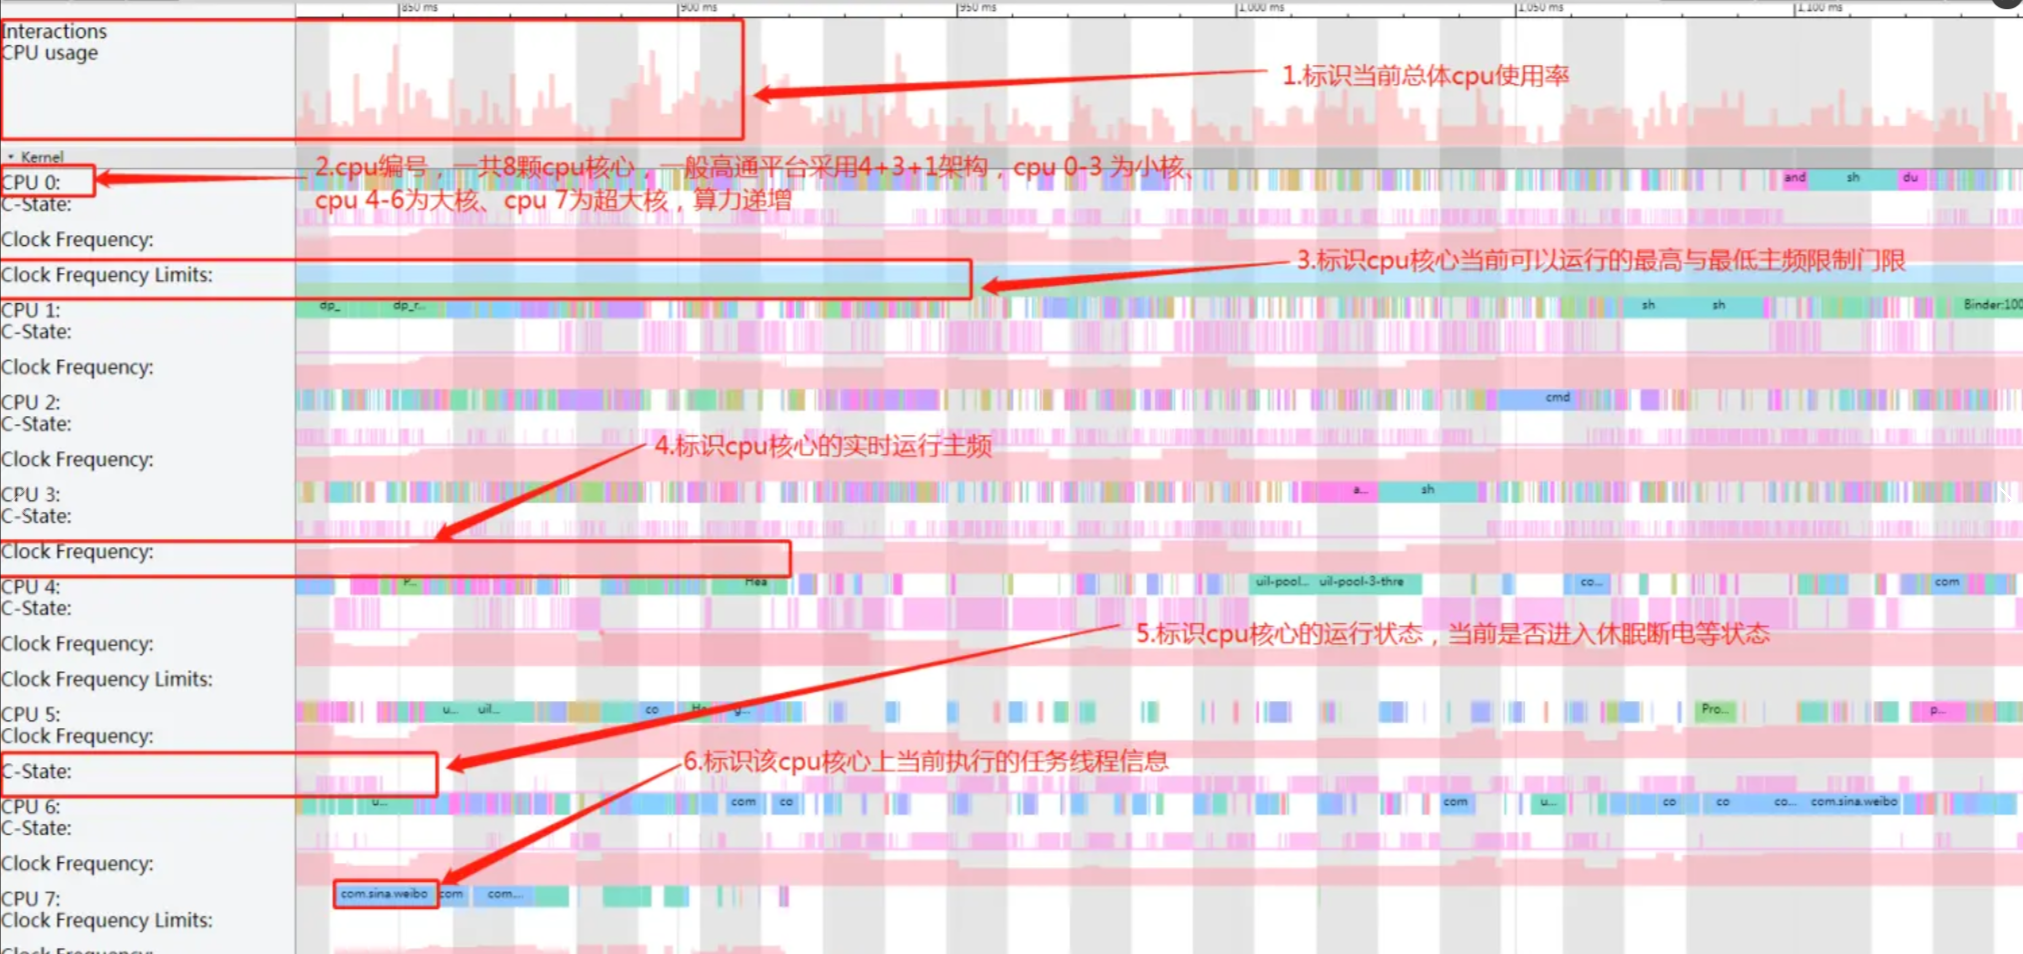 850 ms
900 ms
950 ms
1,000 ms
1,050 ms
1,100 ms
Interactions
CPU usage
1.标识当前总体cpu使用率
Kernel
2.cpu编号，一共8颗cpu核心，一般高通平台采用4+3+1架构，cpu 0-3 为小核、
cpu 4-6为大核、cpu 7为超大核，算力递增
CPU 0:
and sh du
C-State:
Clock Frequency:
3.标识cpu核心当前可以运行的最高与最低主频限制门限
Clock Frequency Limits:
CPU 1:
dp_ dp_r... sh sh Binder:100
C-State:
Clock Frequency:
CPU 2:
cmd
C-State:
4.标识cpu核心的实时运行主频
Clock Frequency:
CPU 3:
a... sh
C-State:
Clock Frequency:
CPU 4:
P... Hea uil-pool... uil-pool-3-thre co... com
C-State:
5.标识cpu核心的运行状态，当前是否进入休眠断电等状态
Clock Frequency:
Clock Frequency Limits:
CPU 5:
u... uil... co He g... Pro... p...
Clock Frequency:
6.标识该cpu核心上当前执行的任务线程信息
C-State:
CPU 6:
u... com co com u... co co co... com.sina.weibo
C-State:
Clock Frequency:
CPU 7:
com.sina.weibo com com...
Clock Frequency Limits:
Clock Frequency: